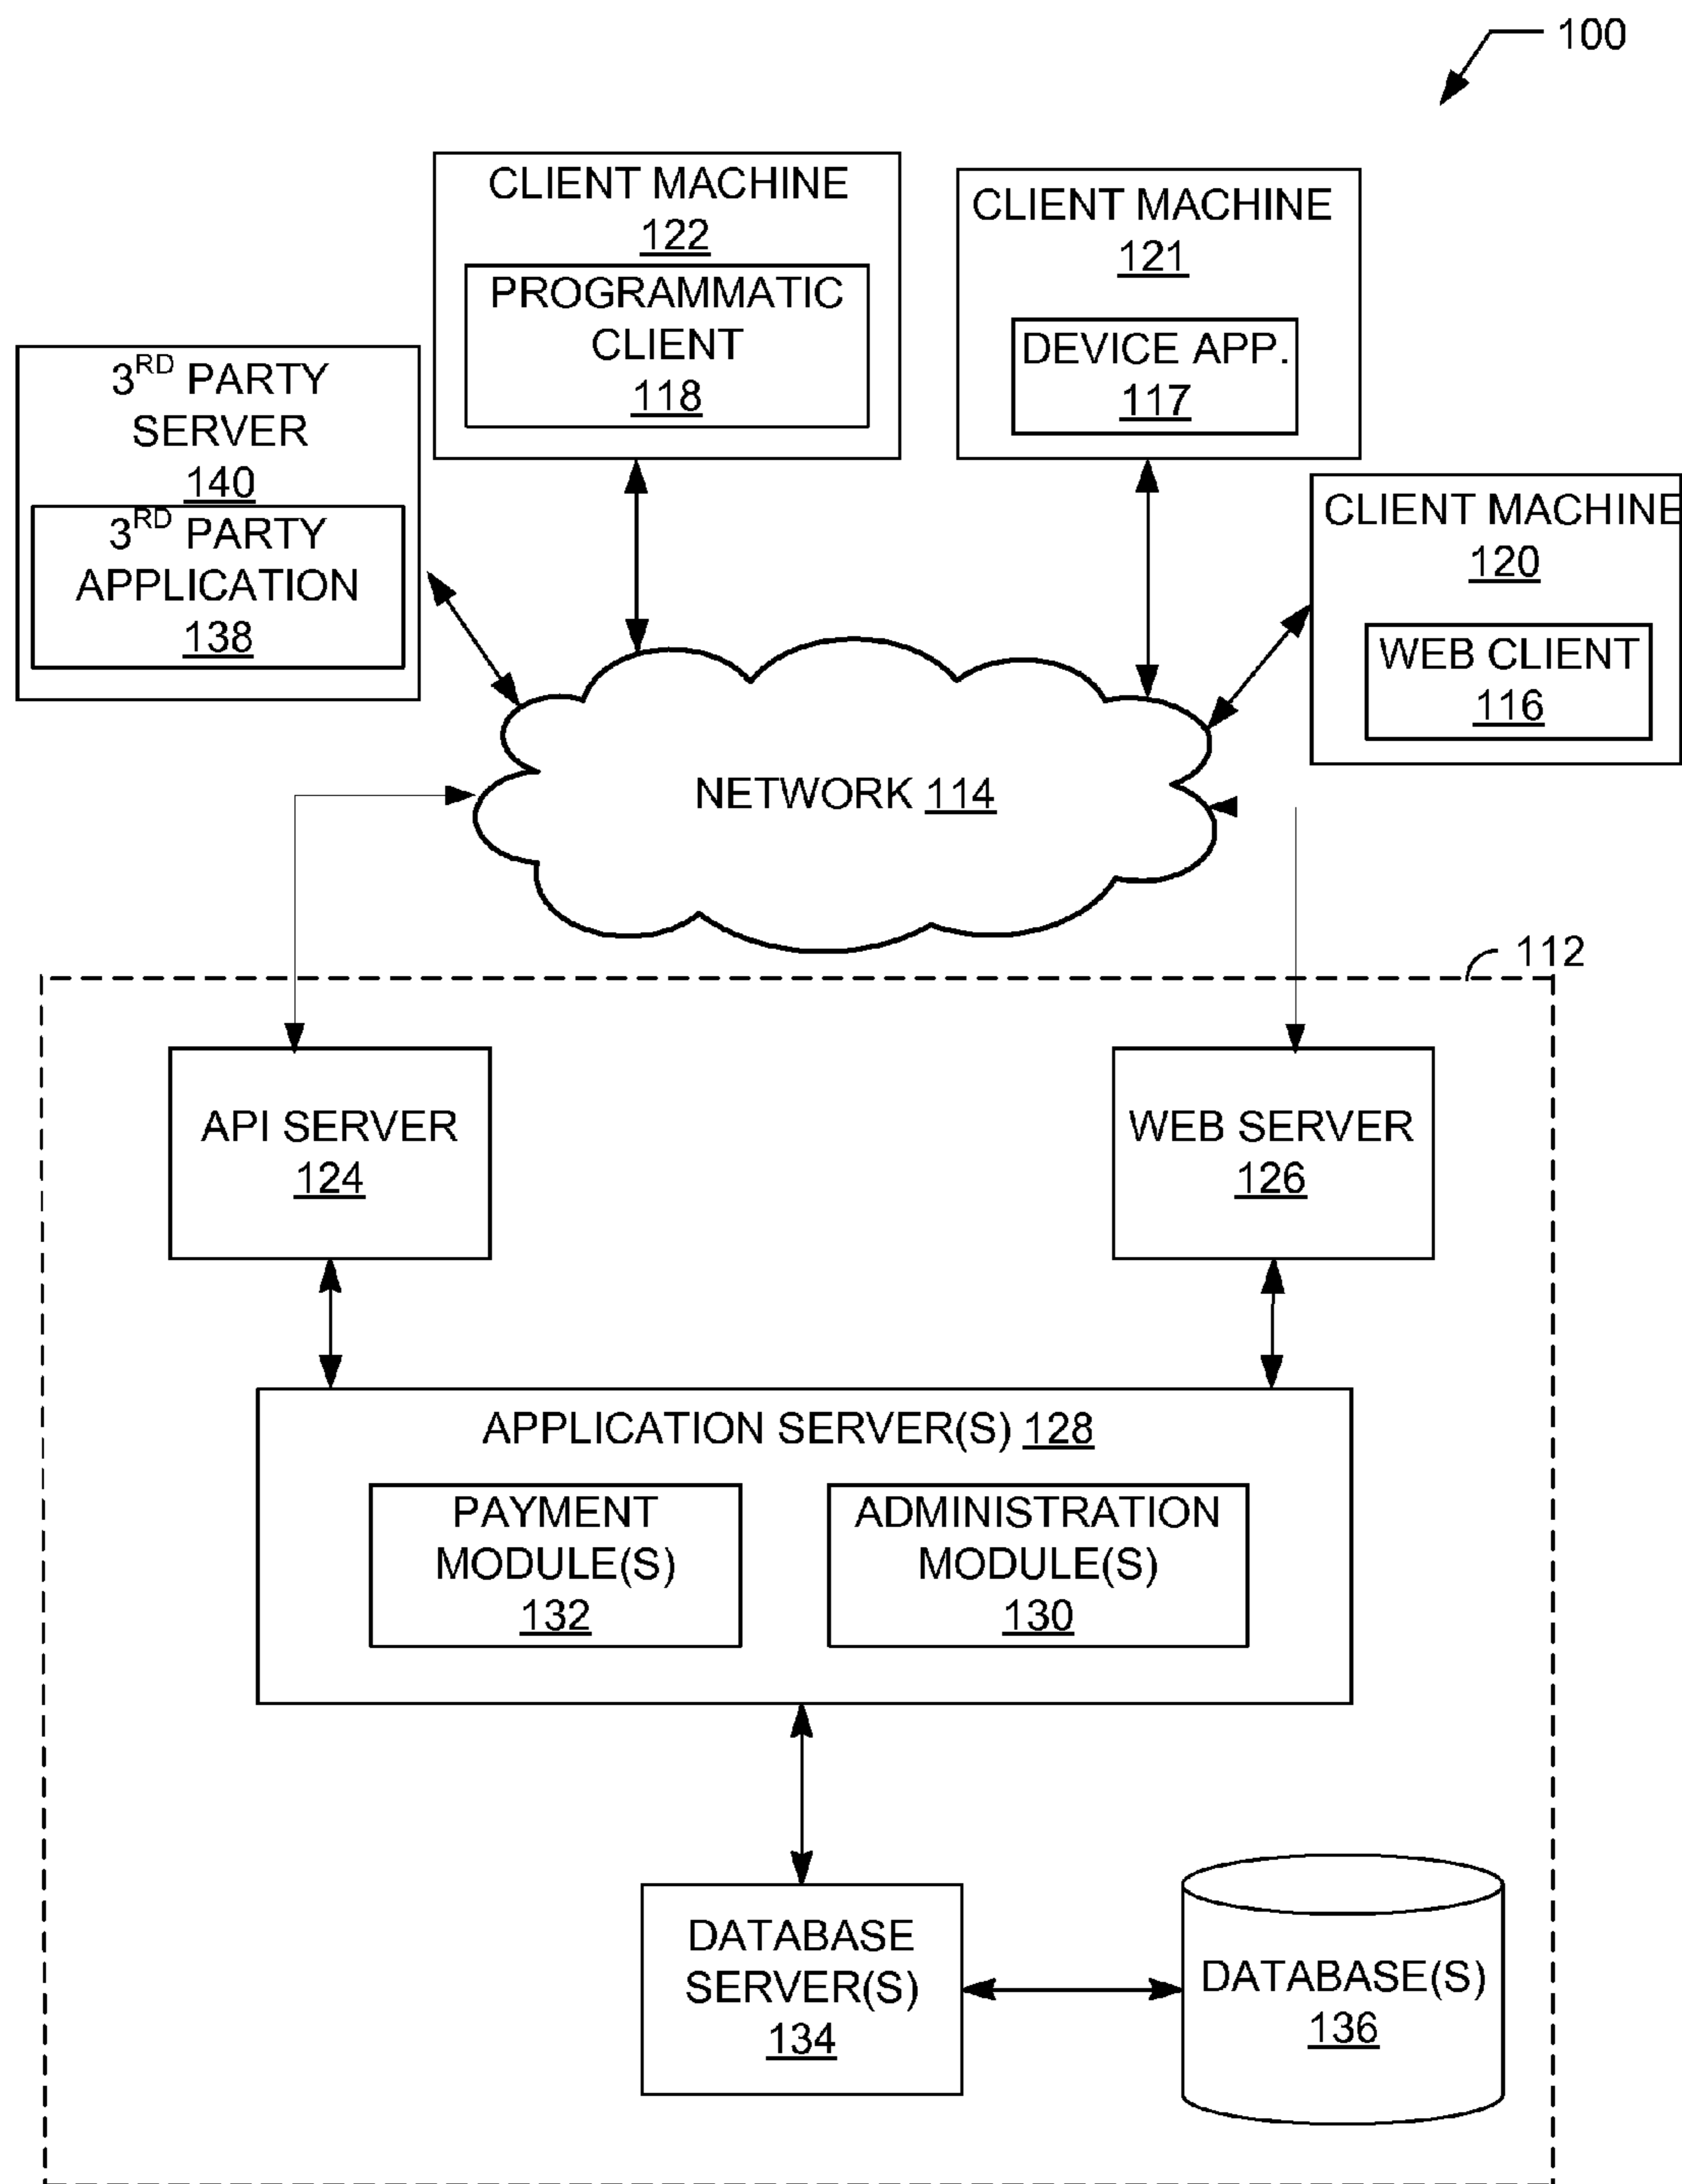 100
CLIENT MACHINE
122
PROGRAMMATIC
CLIENT
118
CLIENT MACHINE
121
DEVICE APP.
117
3RD PARTY
SERVER
140
3RD PARTY
APPLICATION
138
CLIENT MACHINE
120
WEB CLIENT
116
NETWORK 114
112
API SERVER
124
WEB SERVER
126
APPLICATION SERVER(S) 128
PAYMENT
MODULE(S)
132
ADMINISTRATION
MODULE(S)
130
DATABASE
SERVER(S)
134
DATABASE(S)
136